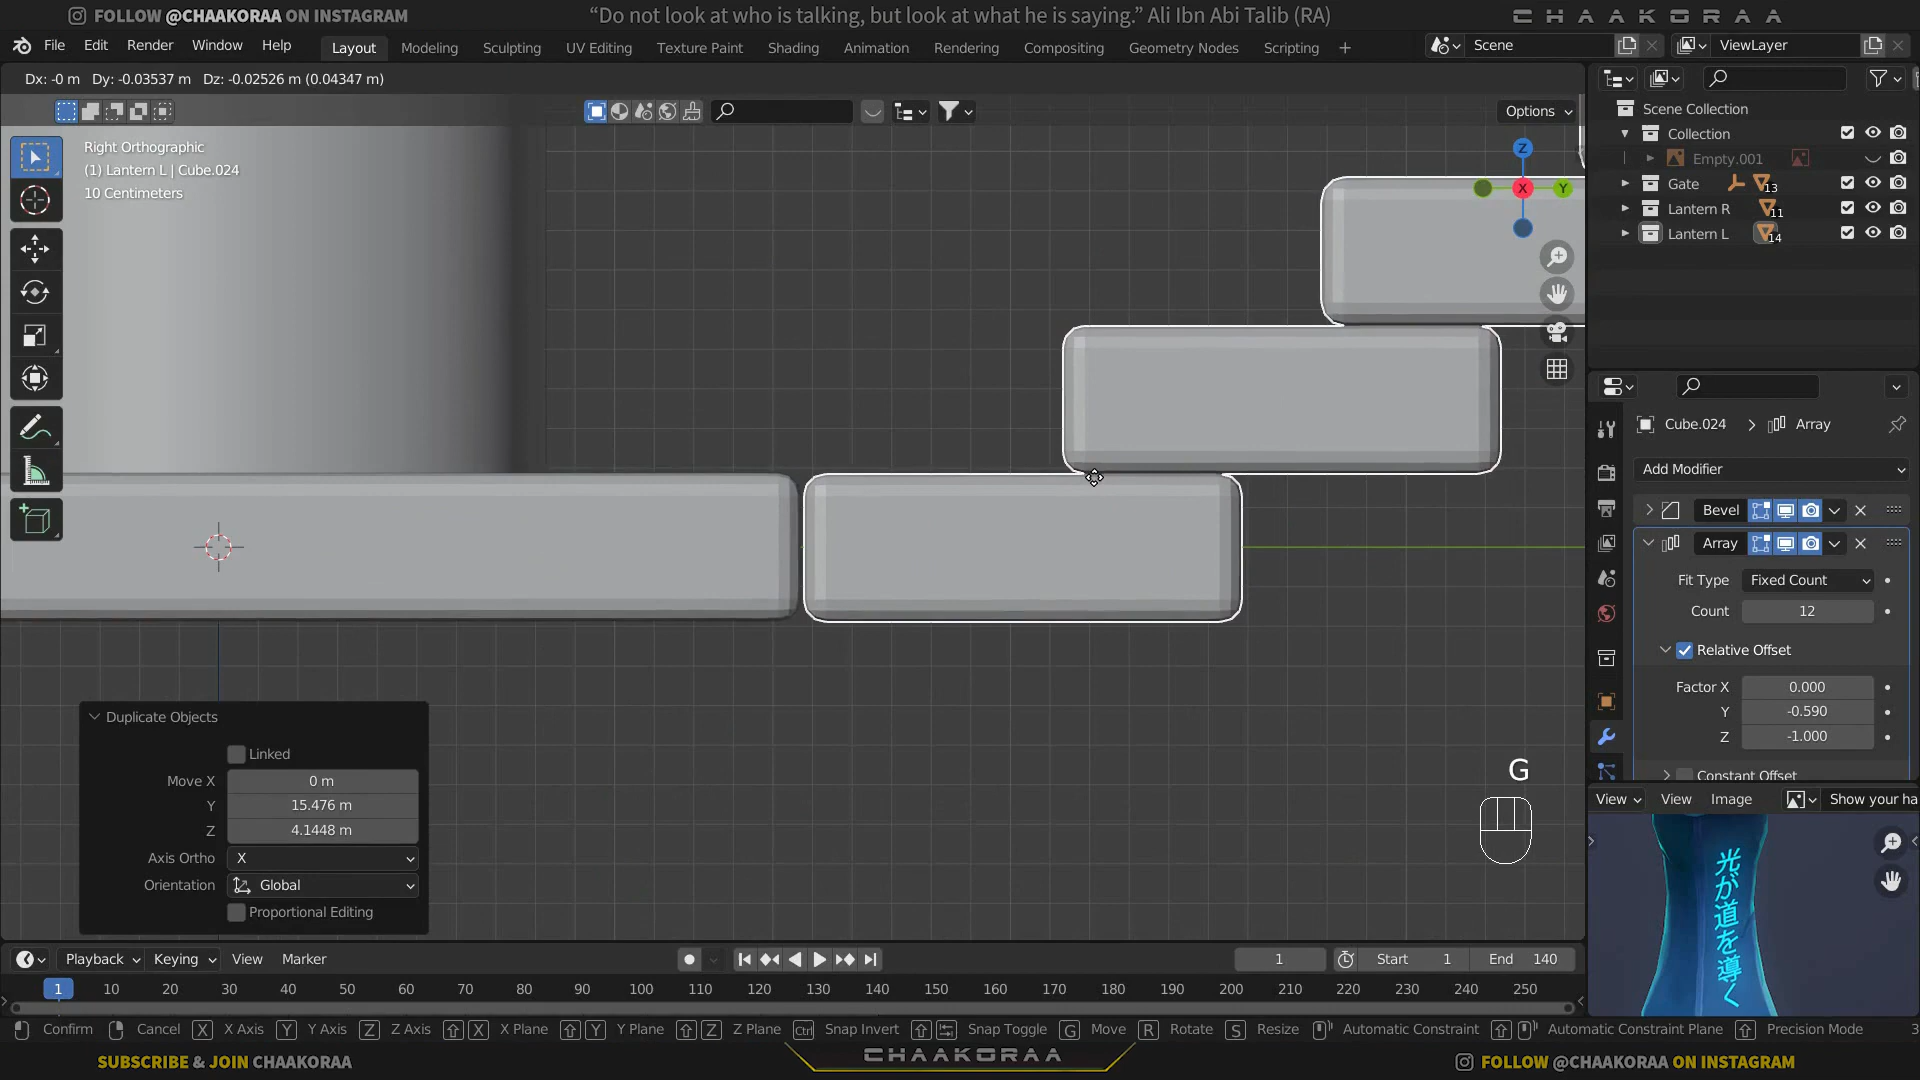 FOLLOW @CHAAKORAA ON INSTAGRAM
“Do not look at who is talking, but look at what he is saying.” Ali Ibn Abi Talib (RA)
CHAAKORAA
File Edit Render Window Help
Layout Modeling Sculpting UV Editing Texture Paint Shading Animation Rendering Compositing Geometry Nodes Scripting +
Scene
ViewLayer
Dx: -0 m Dy: -0.03537 m Dz: -0.02526 m (0.04347 m)
Options
Right Orthographic
(1) Lantern L | Cube.024
10 Centimeters
Z
X
Y
Scene Collection
Collection
Empty.001
Gate 13
Lantern R 11
Lantern L 14
Cube.024 > Array
Add Modifier
Bevel
Array
Fit Type Fixed Count
Count 12
Relative Offset
Factor X 0.000
Y -0.590
Z -1.000
Constant Offset
Duplicate Objects
Linked
Move X 0 m
Y 15.476 m
Z 4.1448 m
Axis Ortho X
Orientation Global
Proportional Editing
G
View View Image Show your ha
光が道を導く
Playback Keying View Marker
1 Start 1 End 140
1 10 20 30 40 50 60 70 80 90 100 110 120 130 140 150 160 170 180 190 200 210 220 230 240 250
Confirm Cancel X X Axis Y Y Axis Z Z Axis X X Plane Y Y Plane Z Z Plane Ctrl Snap Invert Snap Toggle G Move R Rotate S Resize Automatic Constraint Automatic Constraint Plane Precision Mode 3
SUBSCRIBE & JOIN CHAAKORAA
CHAAKORAA
FOLLOW @CHAAKORAA ON INSTAGRAM